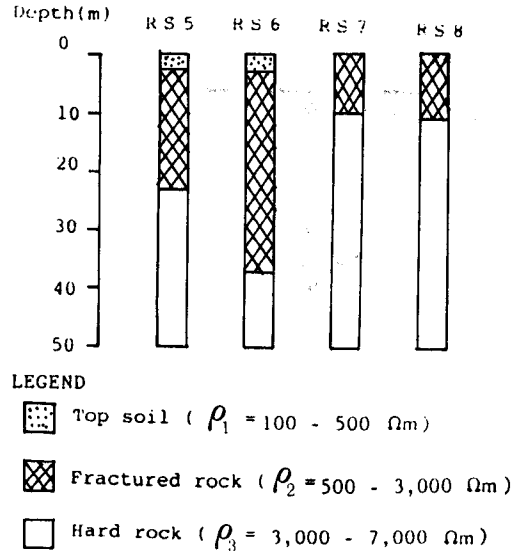 Depth(m) RS5 RS6 RS7 RS8
0
10
20
30
40
50
LEGEND
Top soil ( ρ1 = 100 - 500 Ωm)
Fractured rock ( ρ2 = 500 - 3,000 Ωm)
Hard rock ( ρ3 = 3,000 - 7,000 Ωm)